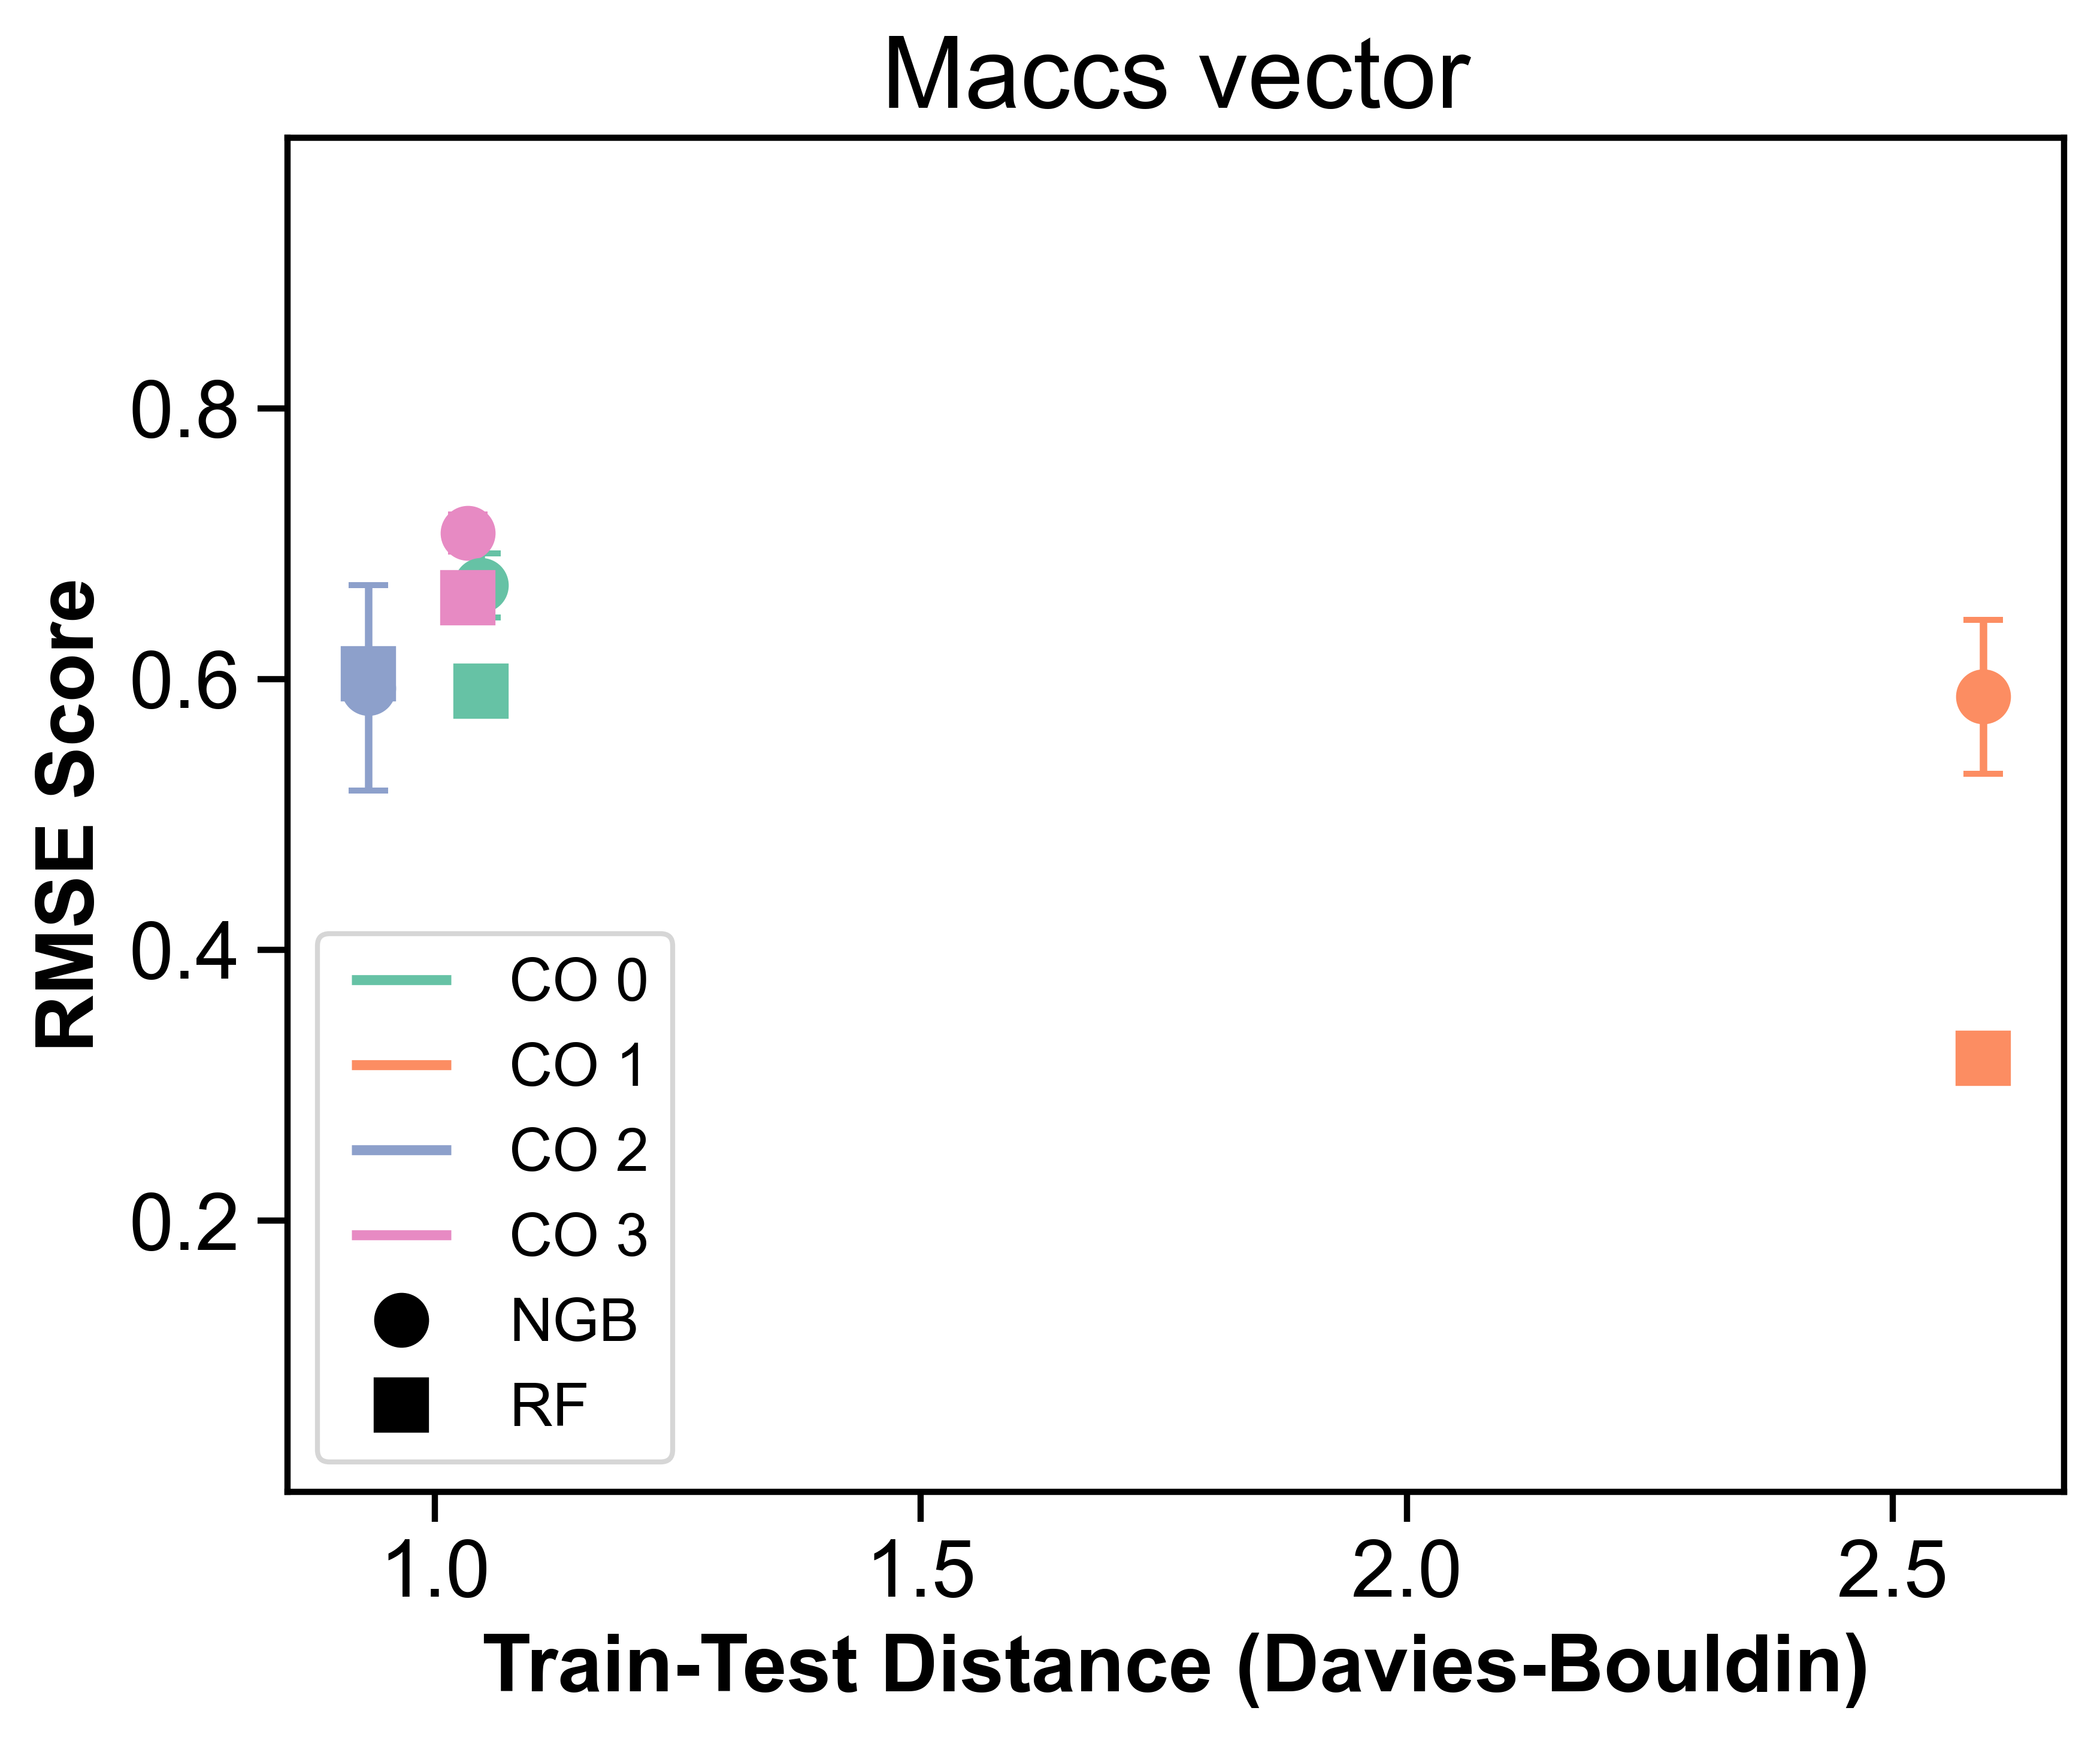 Maccs vector
RMSE Score
0.8
0.6
0.4
0.2
CO 0
CO 1
CO 2
CO 3
NGB
RF
1.0 1.5 2.0 2.5
Train-Test Distance (Davies-Bouldin)